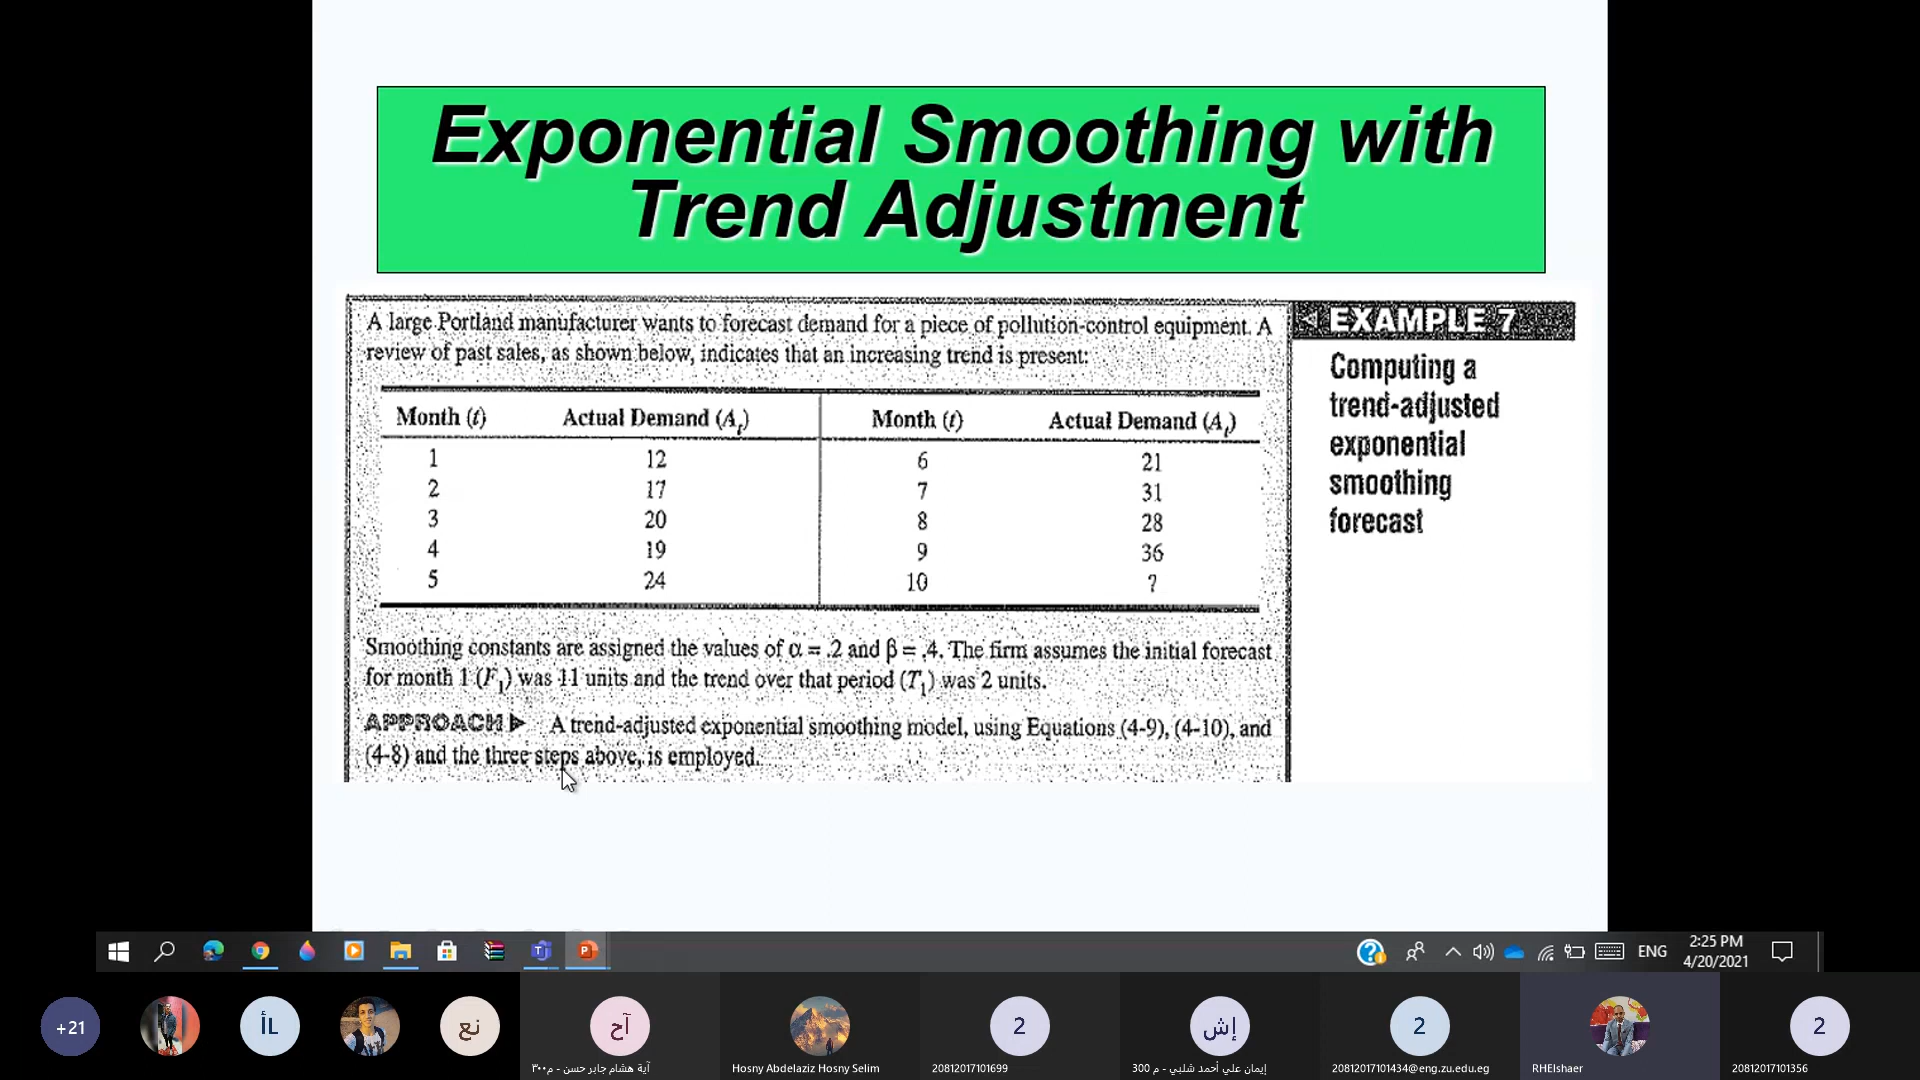 Exponential Smoothing with
Trend Adjustment
A large Portland manufacturer wants to forecast demand for a piece of pollution-control equipment. A
review of past sales, as shown below, indicates that an increasing trend is present:
EXAMPLE 7
Computing a
trend-adjusted
exponential
smoothing
forecast
Month (t) Actual Demand (At) Month (t) Actual Demand (At)
1 12 6 21
2 17 7 31
3 20 8 28
4 19 9 36
5 24 10 ?
Smoothing constants are assigned the values of α = .2 and β = .4. The firm assumes the initial forecast
for month 1 (F1) was 11 units and the trend over that period (T1) was 2 units.
APPROACH ▶ A trend-adjusted exponential smoothing model, using Equations (4-9), (4-10), and
(4-8) and the three steps above, is employed.
ENG
2:25 PM
4/20/2021
+21
أا
نع
آح
2
إش
2
2
آية هشام جابر حسن - م٣٠٠
Hosny Abdelaziz Hosny Selim
20812017101699
إيمان علي أحمد شلبي - م 300
20812017101434@eng.zu.edu.eg
RHElshaer
20812017101356